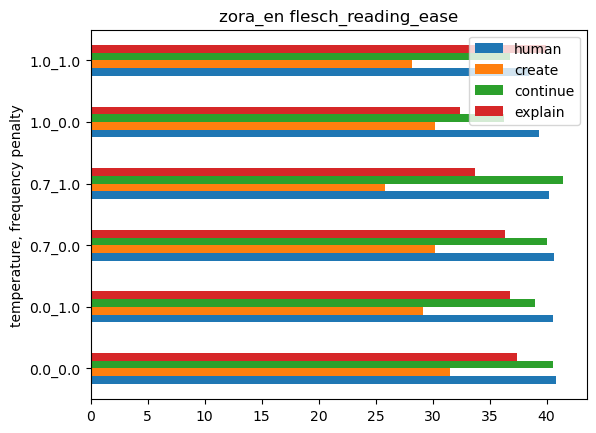 zora_en flesch_reading_ease
human
create
continue
explain
temperature, frequency penalty
1.0_1.0
1.0_0.0
0.7_1.0
0.7_0.0
0.0_1.0
0.0_0.0
0 5 10 15 20 25 30 35 40